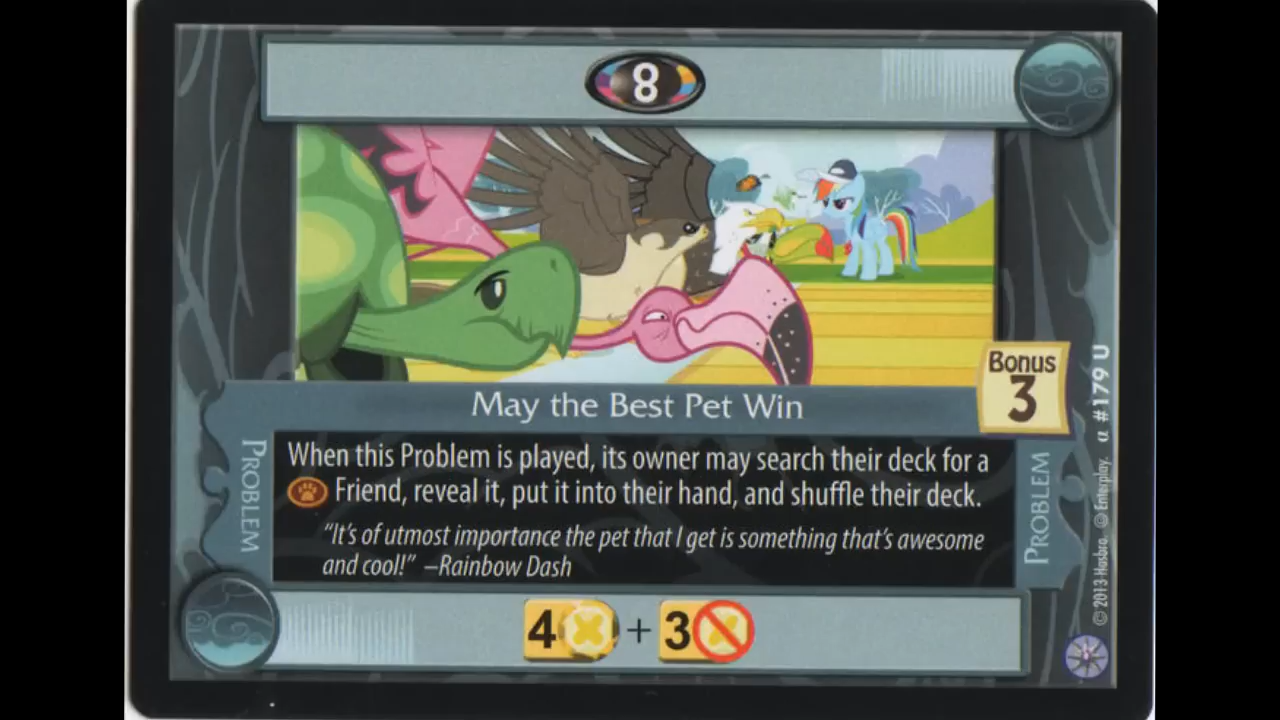 8
Bonus
3
May the Best Pet Win
PROBLEM
PROBLEM
When this Problem is played, its owner may search their deck for a
Friend, reveal it, put it into their hand, and shuffle their deck.
“It’s of utmost importance the pet that I get is something that’s awesome
and cool!” –Rainbow Dash
4 + 3
© 2013 Hasbro. © Enterplay. α #179 U